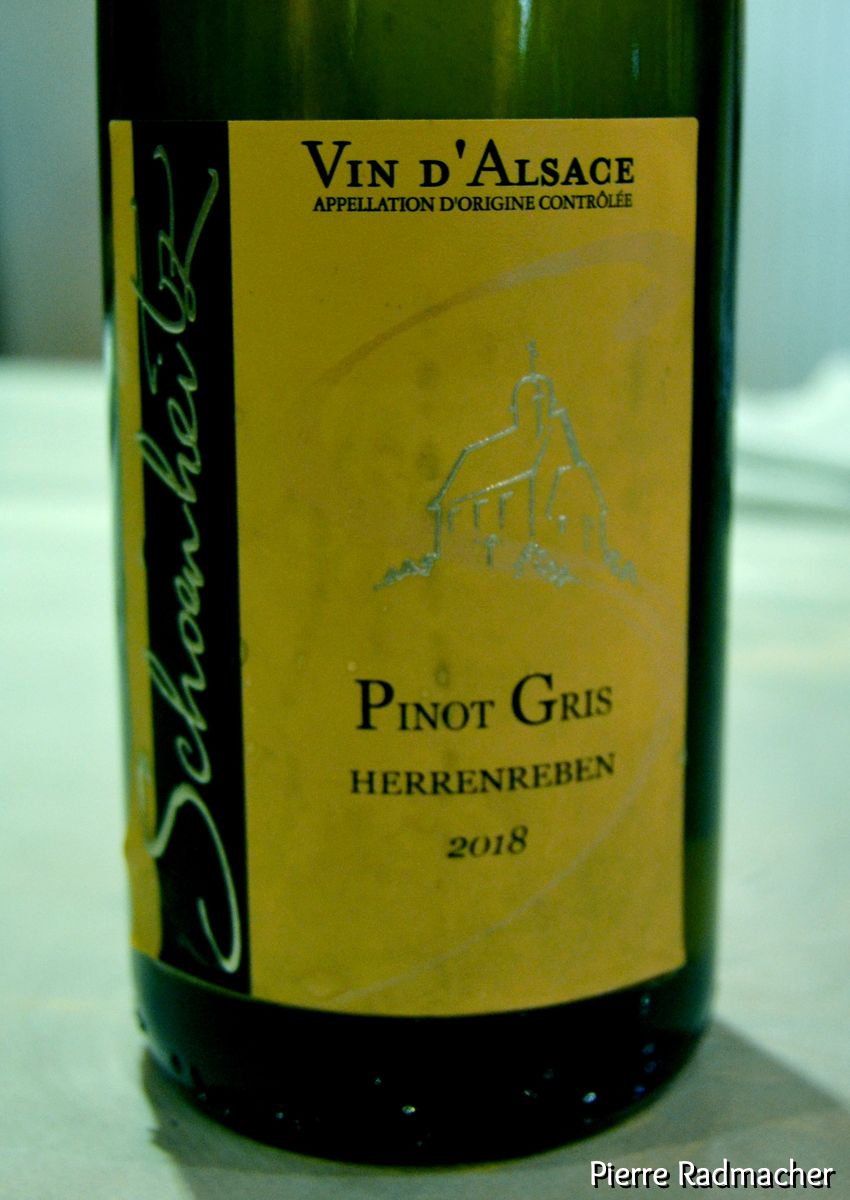 Vin d'Alsace
APPELLATION D'ORIGINE CONTRÔLÉE
Schoenheitz
Pinot Gris
HERRENREBEN
2018
Pierre Radmacher